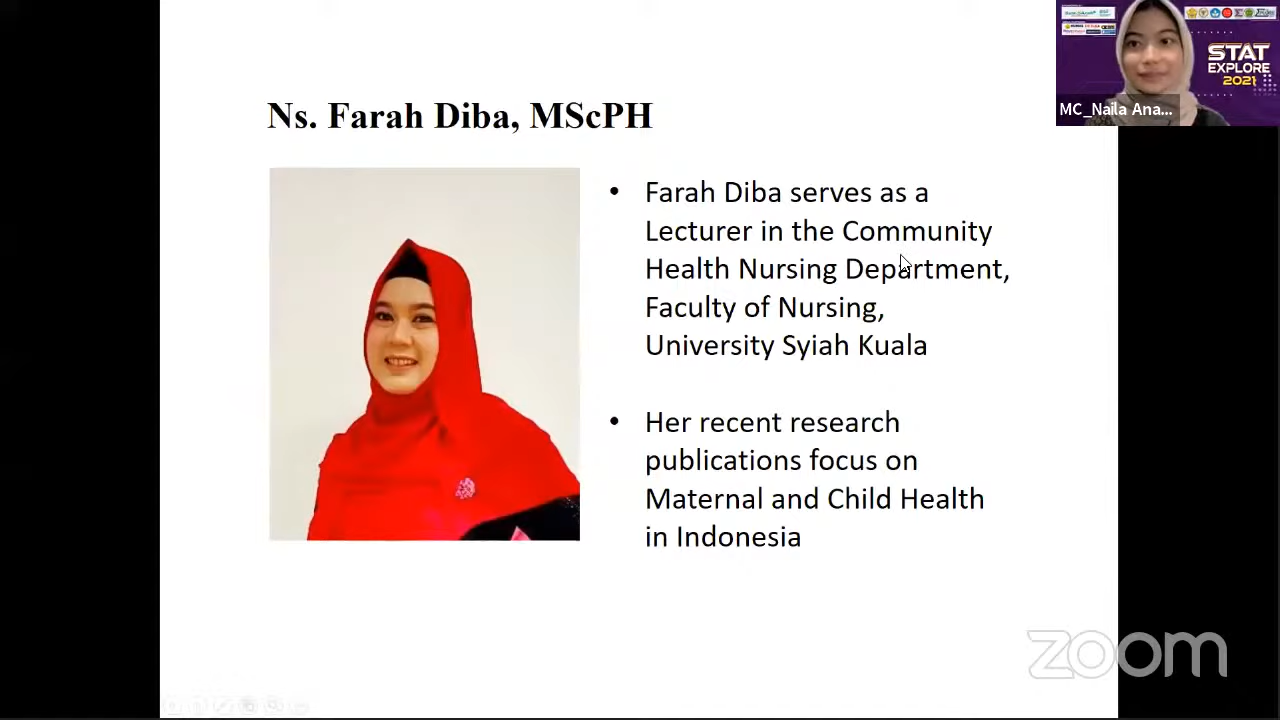 Ns. Farah Diba, MScPH
• Farah Diba serves as a
Lecturer in the Community
Health Nursing Department,
Faculty of Nursing,
University Syiah Kuala
• Her recent research
publications focus on
Maternal and Child Health
in Indonesia
STAT
EXPLORE
2021
MC_Naila Ana...
zoom